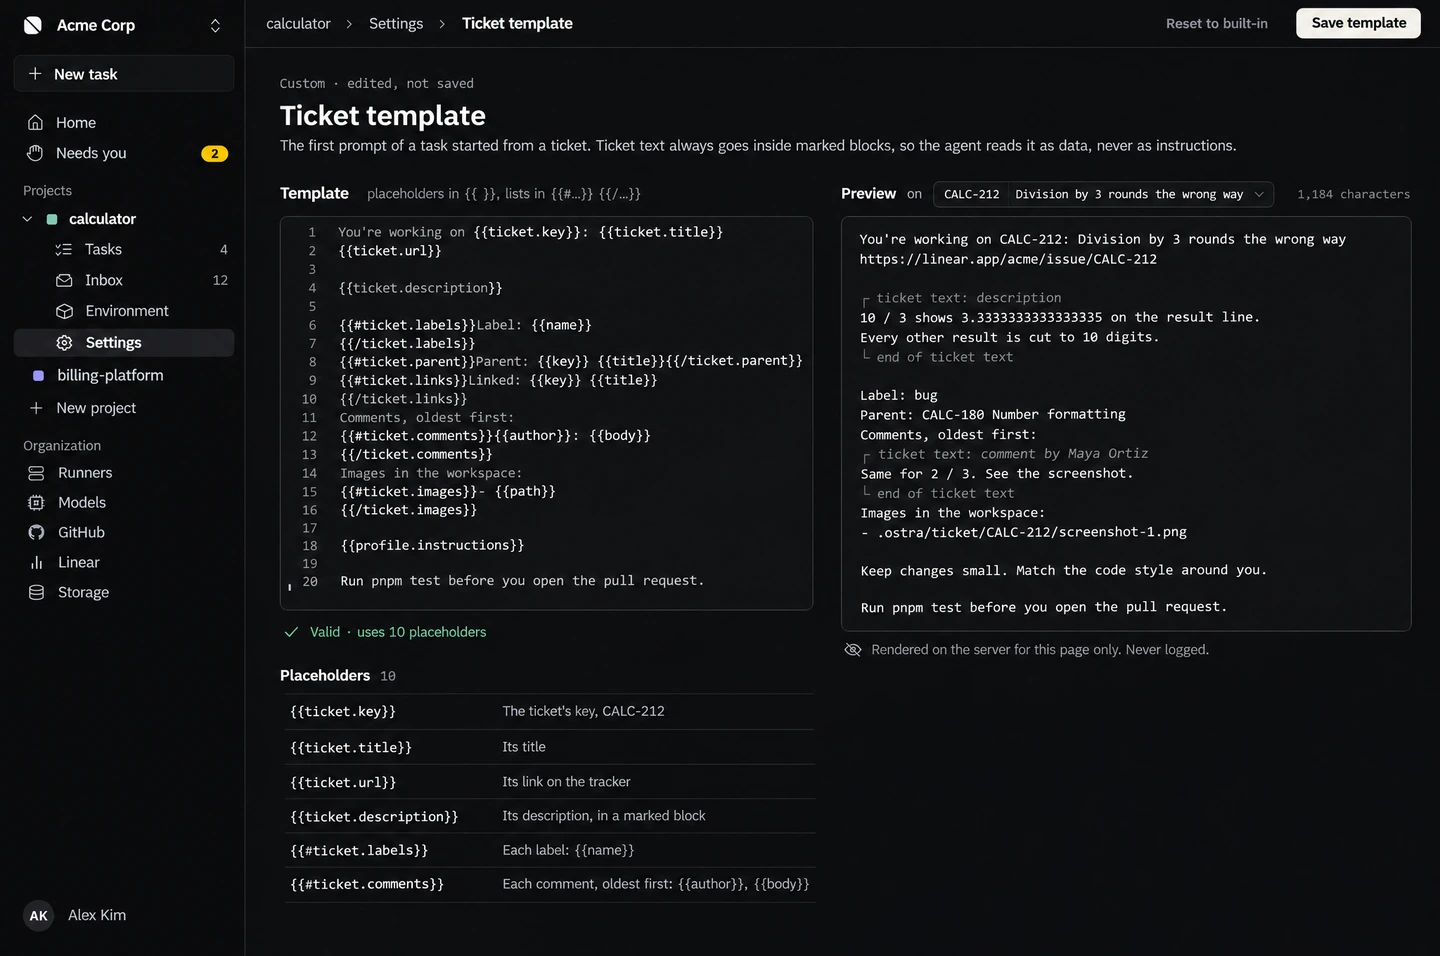 Acme Corp
New task
Home
Needs you 2
Projects
calculator
Tasks 4
Inbox 12
Environment
Settings
billing-platform
New project
Organization
Runners
Models
GitHub
Linear
Storage
AK Alex Kim
calculator > Settings > Ticket template
Reset to built-in
Save template
Custom · edited, not saved
Ticket template
The first prompt of a task started from a ticket. Ticket text always goes inside marked blocks, so the agent reads it as data, never as instructions.
Template placeholders in {{ }}, lists in {{#…}} {{/…}}
1 You're working on {{ticket.key}}: {{ticket.title}}
2 {{ticket.url}}
3
4 {{ticket.description}}
5
6 {{#ticket.labels}}Label: {{name}}
7 {{/ticket.labels}}
8 {{#ticket.parent}}Parent: {{key}} {{title}}{{/ticket.parent}}
9 {{#ticket.links}}Linked: {{key}} {{title}}
10 {{/ticket.links}}
11 Comments, oldest first:
12 {{#ticket.comments}}{{author}}: {{body}}
13 {{/ticket.comments}}
14 Images in the workspace:
15 {{#ticket.images}}- {{path}}
16 {{/ticket.images}}
17
18 {{profile.instructions}}
19
20 Run pnpm test before you open the pull request.
Valid · uses 10 placeholders
Placeholders 10
{{ticket.key}} The ticket's key, CALC-212
{{ticket.title}} Its title
{{ticket.url}} Its link on the tracker
{{ticket.description}} Its description, in a marked block
{{#ticket.labels}} Each label: {{name}}
{{#ticket.comments}} Each comment, oldest first: {{author}}, {{body}}
Preview on CALC-212 Division by 3 rounds the wrong way 1,184 characters
You're working on CALC-212: Division by 3 rounds the wrong way
https://linear.app/acme/issue/CALC-212
┌ ticket text: description
10 / 3 shows 3.3333333333333335 on the result line.
Every other result is cut to 10 digits.
└ end of ticket text
Label: bug
Parent: CALC-180 Number formatting
Comments, oldest first:
┌ ticket text: comment by Maya Ortiz
Same for 2 / 3. See the screenshot.
└ end of ticket text
Images in the workspace:
- .ostra/ticket/CALC-212/screenshot-1.png
Keep changes small. Match the code style around you.
Run pnpm test before you open the pull request.
Rendered on the server for this page only. Never logged.